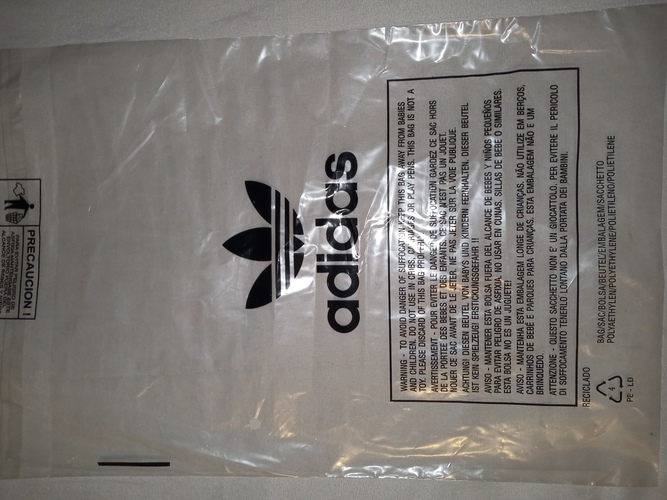 PRECAUCION !
PARA EVITAR PELIGRO DE
adidas
WARNING - TO AVOID DANGER OF SUFFOCATION KEEP THIS BAG AWAY FROM BABIES
AND CHILDREN. DO NOT USE IN CRIBS, CARRIAGES OR PLAY PENS. THIS BAG IS NOT A
TOY. PLEASE DISCARD OF THIS BAG PROPERLY
AVERTISSEMENT - POUR EVITER LE DANGER DE SUFFOCATION GARDEZ CE SAC HORS
DE LA PORTEE DES BEBES ET DES ENFANTS. CE SAC N'EST PAS UN JOUET.
NOUER CE SAC AVANT DE LE JETER. NE PAS JETER SUR LA VOIE PUBLIQUE.
ACHTUNG! DIESEN BEUTEL VON BABYS UND KINDERN FERNHALTEN. DIESER BEUTEL
IST KEIN SPIELZEUG! ERSTICKUNGSGEFAHR !!
AVISO - MANTENER ESTA BOLSA FUERA DEL ALCANCE DE BEBES Y NIÑOS PEQUEÑOS
PARA EVITAR PELIGRO DE ASFIXIA, NO USAR EN CUNAS. SILLAS DE BEBE O SIMILARES.
ESTA BOLSA NO ES UN JUGUETE!
AVISO - MANTENHA ESTA EMBALAGEM LONGE DE CRIANÇAS. NÃO UTILIZE EM BERÇOS,
CARRINHOS DE BEBÊ E PARQUES PARA CRIANÇAS. ESTA EMBALAGEM NÃO E UM
BRINQUEDO.
ATTENZIONE - QUESTO SACCHETTO NON E' UN GIOCATTOLO. PER EVITERE IL PERICOLO
DI SOFFOCAMENTO TENERLO LONTANO DALLA PORTATA DEI BAMBINI.
RECICLADO
4
PE - LD
BAG/SAC/BOLSA/BEUTEL/EMBALAGEM/SACCHETTO
POLYAETHYLEN/POLYETHYLENE/POLIETILENO/POLIETILENE